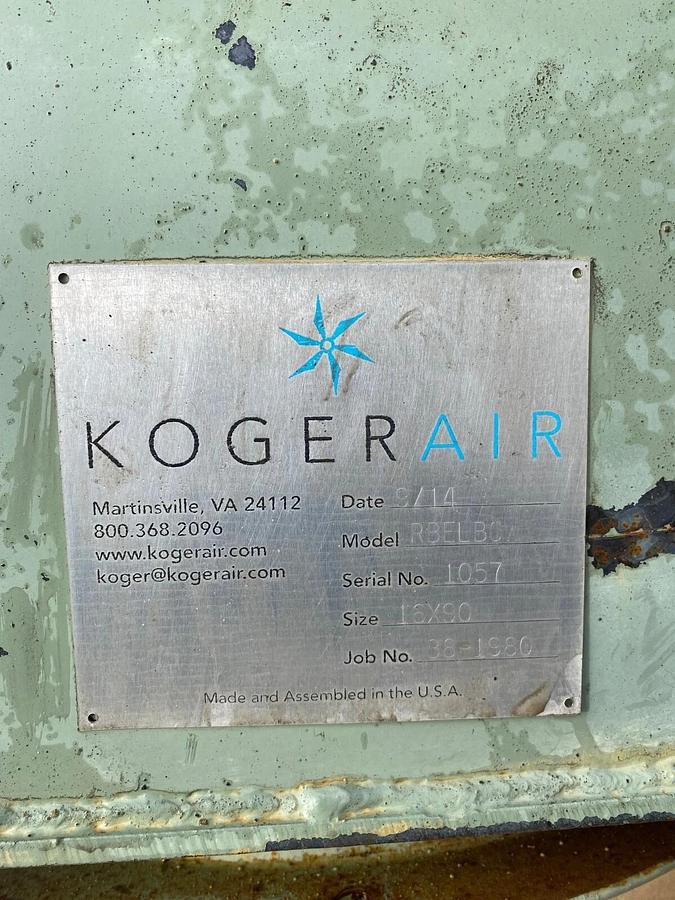 KOGERAIR
Martinsville, VA 24112
800.368.2096
www.kogerair.com
koger@kogerair.com
Date 9/14
Model
Serial No. 1057
Size 16X90
Job No. 38-1980
Made and Assembled in the U.S.A.